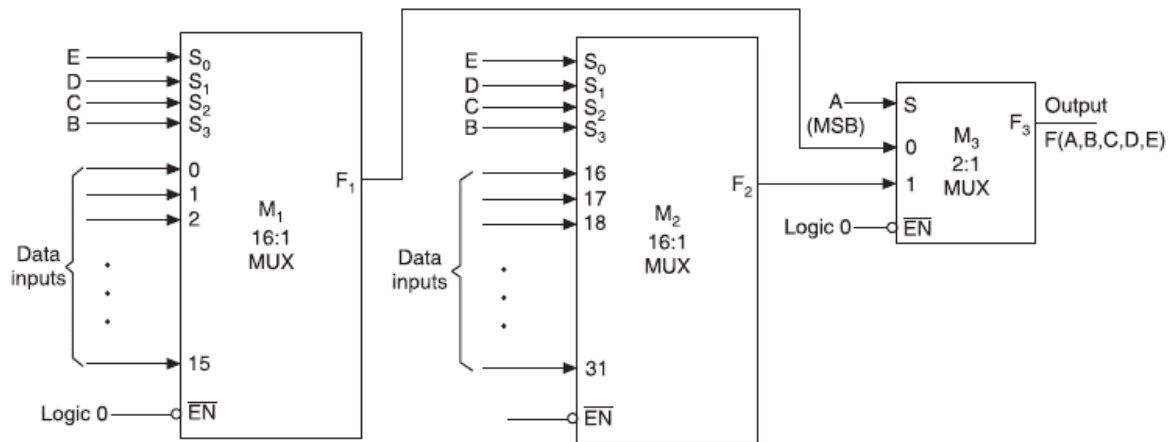 E
S₀
D
S₁
C
S₂
B
S₃
0
1
2
15
Data
inputs
F₁
M₁
16:1
MUX
Logic 0
EN
E
S₀
D
S₁
C
S₂
B
S₃
16
17
18
31
Data
inputs
F₂
M₂
16:1
MUX
EN
A
(MSB)
S
0
1
M₃
2:1
MUX
F₃
Output
F(A,B,C,D,E)
Logic 0
EN